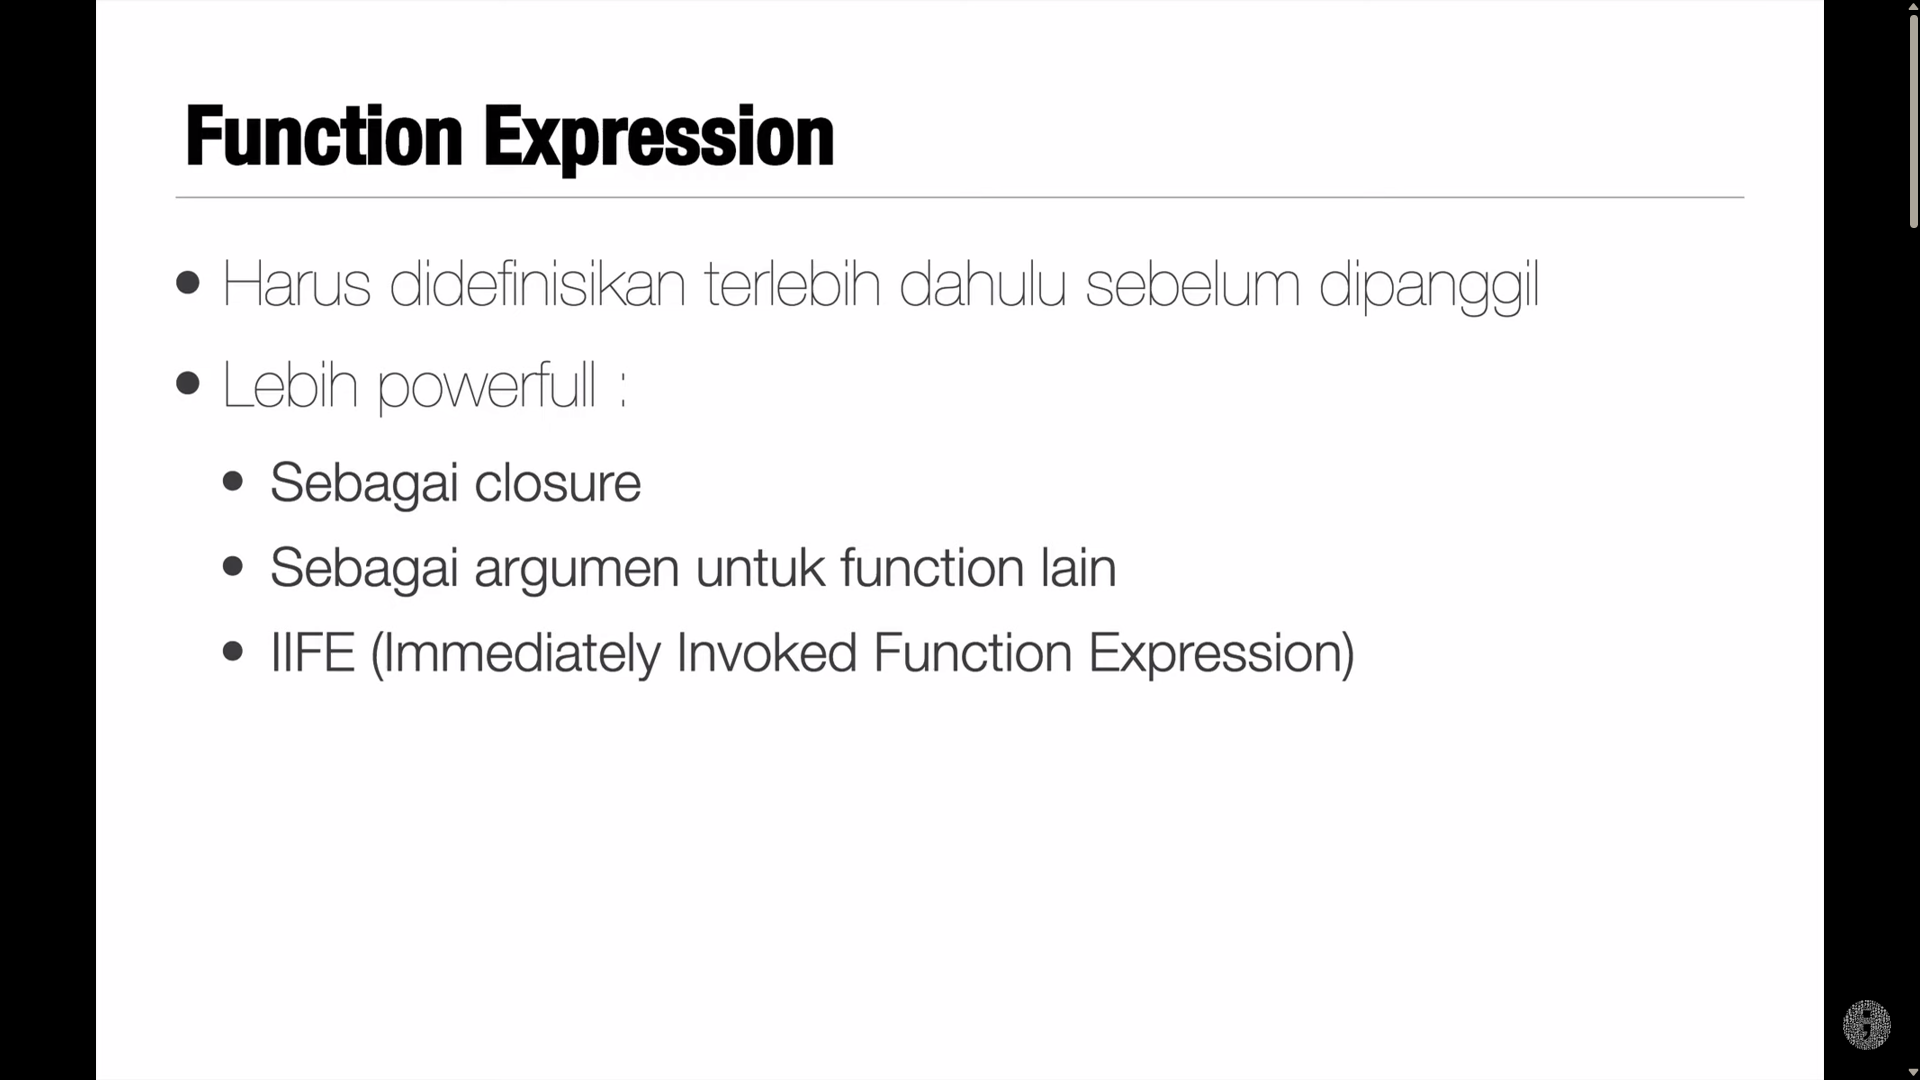 Function Expression
Harus didefinisikan terlebih dahulu sebelum dipanggil
Lebih powerfull :
Sebagai closure
Sebagai argumen untuk function lain
IIFE (Immediately Invoked Function Expression)